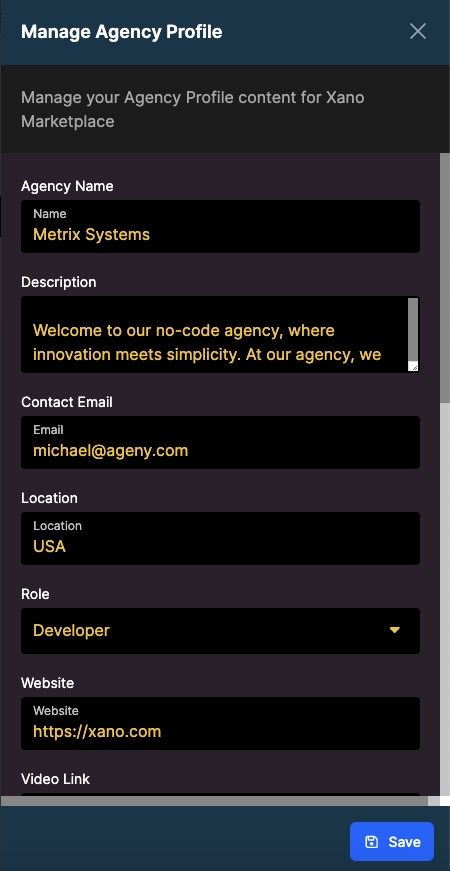 Manage Agency Profile
Manage your Agency Profile content for Xano
Marketplace
Agency Name
Name
Metrix Systems
Description
Welcome to our no-code agency, where
innovation meets simplicity. At our agency, we
Contact Email
Email
michael@ageny.com
Location
Location
USA
Role
Developer
Website
Website
https://xano.com
Video Link
Save